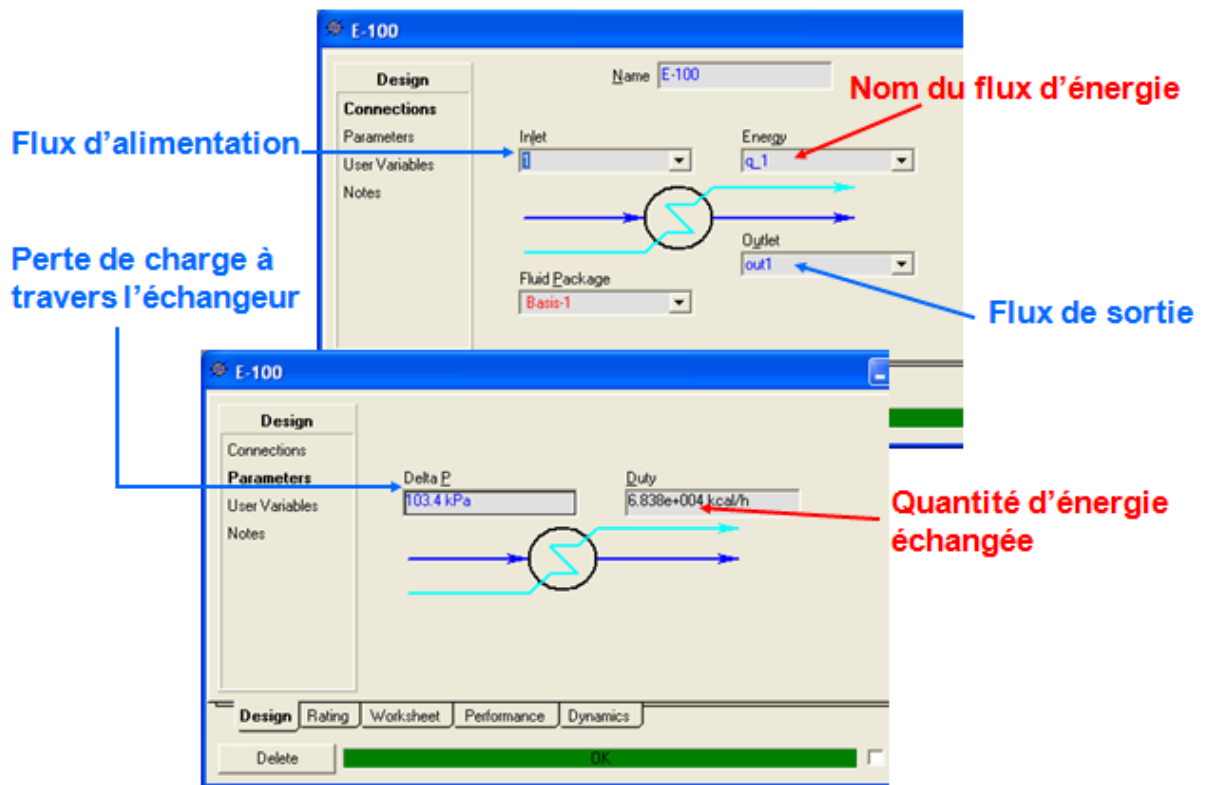 E-100
Design
Connections
Parameters
User Variables
Notes
Name E-100
Nom du flux d'énergie
Flux d'alimentation
Inlet
1
Energy
q_1
Outlet
out1
Fluid Package
Basis-1
Flux de sortie
Perte de charge à
travers l'échangeur
E-100
Design
Connections
Parameters
User Variables
Notes
Delta P
103.4 kPa
Duty
6.838e+004 kcal/h
Quantité d'énergie
échangée
Design Rating Worksheet Performance Dynamics
Delete
OK